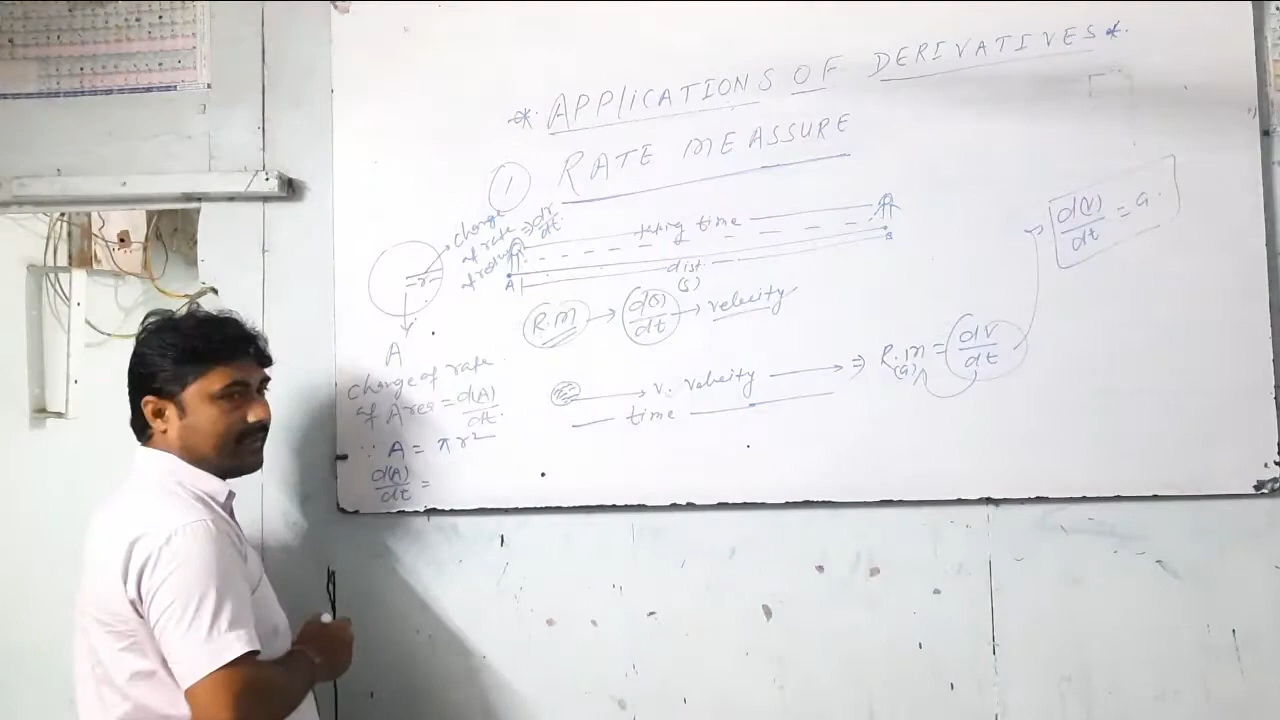 * APPLICATIONS OF DERIVATIVES *
① RATE MEASSURE
change of rate of radius ⇒ dr/dt
r
A
taking time
A B
dist. (s)
R.M → d(s)/dt → velocity
d(v)/dt = a
change of rate of Area = d(A)/dt
∵ A = πr²
d(A)/dt =
→ v. velocity → ⇒ R.M (a) = dv/dt
time